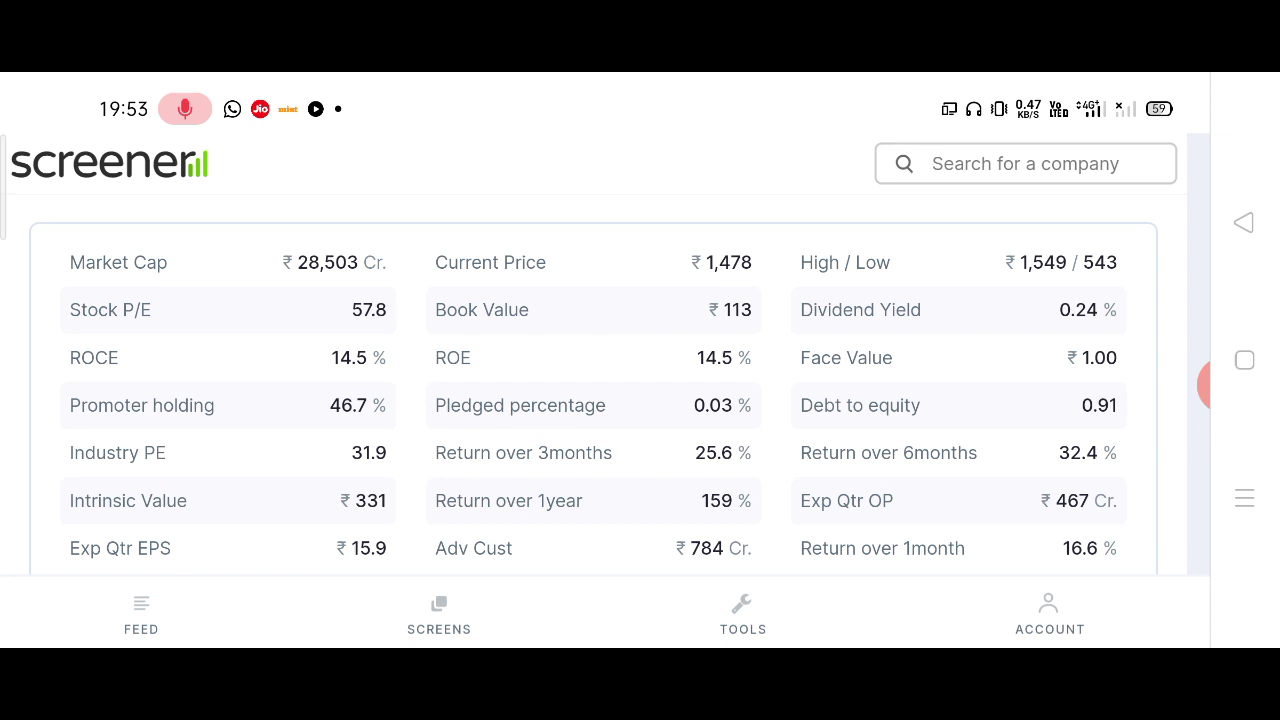 19:53 Jio mint 0.47 KB/S Vo LTE 4G+ 59
screener Search for a company
Market Cap ₹ 28,503 Cr. Current Price ₹ 1,478 High / Low ₹ 1,549 / 543
Stock P/E 57.8 Book Value ₹ 113 Dividend Yield 0.24 %
ROCE 14.5 % ROE 14.5 % Face Value ₹ 1.00
Promoter holding 46.7 % Pledged percentage 0.03 % Debt to equity 0.91
Industry PE 31.9 Return over 3months 25.6 % Return over 6months 32.4 %
Intrinsic Value ₹ 331 Return over 1year 159 % Exp Qtr OP ₹ 467 Cr.
Exp Qtr EPS ₹ 15.9 Adv Cust ₹ 784 Cr. Return over 1month 16.6 %
FEED SCREENS TOOLS ACCOUNT